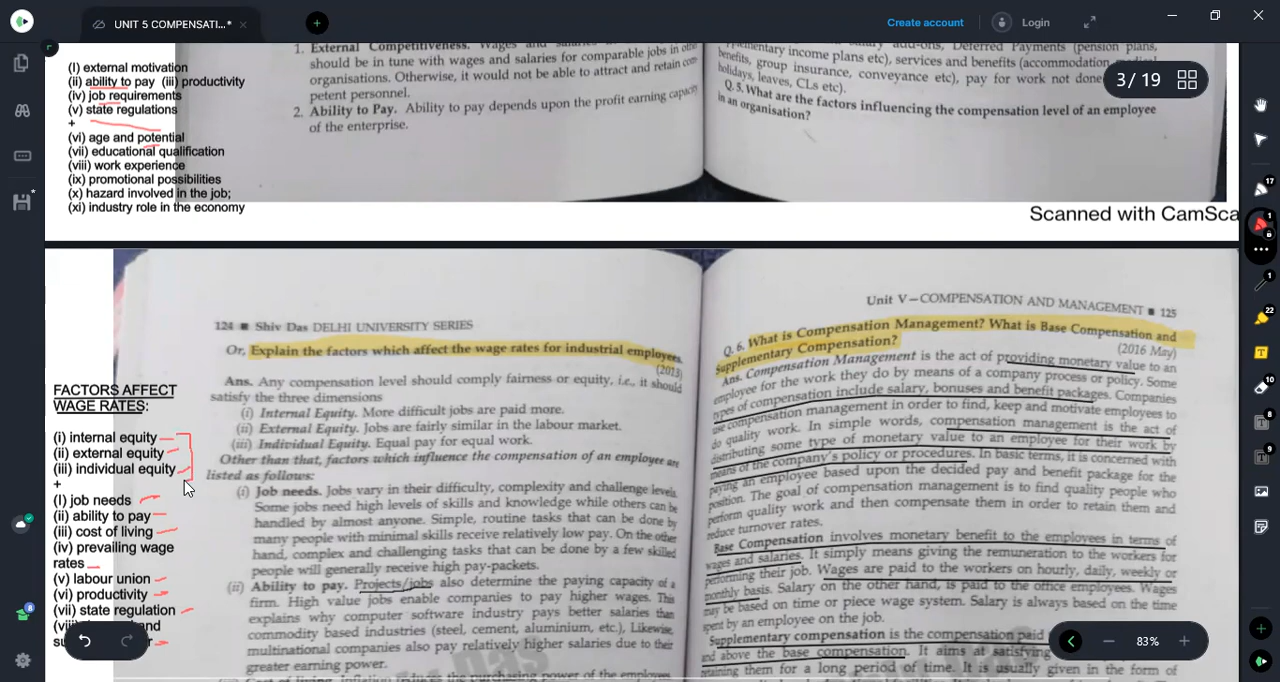 UNIT 5 COMPENSATI...*
Create account
Login
3 / 19
(I) external motivation
(ii) ability to pay (iii) productivity
(iv) job requirements
(v) state regulations
+
(vi) age and potential
(vii) educational qualification
(viii) work experience
(ix) promotional possibilities
(x) hazard involved in the job;
(xi) industry role in the economy
1. External Competitiveness. Wages and salaries
should be in tune with wages and salaries for comparable jobs in other
organisations. Otherwise, it would not be able to attract and retain com-
petent personnel.
2. Ability to Pay. Ability to pay depends upon the profit earning capacity
of the enterprise.
add-ons, Deferred Payments (pension plans,
income plans etc), services and benefits (accommodation,
benefits, group insurance, conveyance etc), pay for work not done
holidays, leaves, CLs etc).
Q. 5. What are the factors influencing the compensation level of an employee
in an organisation?
Scanned with CamSca
FACTORS AFFECT
WAGE RATES:
(i) internal equity
(ii) external equity
(iii) individual equity
+
(I) job needs
(ii) ability to pay
(iii) cost of living
(iv) prevailing wage
rates
(v) labour union
(vi) productivity
(vii) state regulation
124 ■ Shiv Das DELHI UNIVERSITY SERIES
Or, Explain the factors which affect the wage rates for industrial employees.
(2013)
Ans. Any compensation level should comply fairness or equity, i.e., it should
satisfy the three dimensions
(i) Internal Equity. More difficult jobs are paid more.
(ii) External Equity. Jobs are fairly similar in the labour market.
(iii) Individual Equity. Equal pay for equal work.
Other than that, factors which influence the compensation of an employee are
listed as follows:
(i) Job needs. Jobs vary in their difficulty, complexity and challenge levels.
Some jobs need high levels of skills and knowledge while others can be
handled by almost anyone. Simple, routine tasks that can be done by
many people with minimal skills receive relatively low pay. On the other
hand, complex and challenging tasks that can be done by a few skilled
people will generally receive high pay-packets.
(ii) Ability to pay. Projects/jobs also determine the paying capacity of a
firm. High value jobs enable companies to pay higher wages. This
explains why computer software industry pays better salaries than
commodity based industries (steel, cement, aluminium, etc.), Likewise,
multinational companies also pay relatively higher salaries due to their
greater earning power.
Unit V—COMPENSATION AND MANAGEMENT ■ 125
Q. 6. What is Compensation Management? What is Base Compensation and
Supplementary Compensation?
(2016 May)
Ans. Compensation Management is the act of providing monetary value to an
employee for the work they do by means of a company process or policy. Some
types of compensation include salary, bonuses and benefit packages. Companies
use compensation management in order to find, keep and motivate employees to
do quality work. In simple words, compensation management is the act of
distributing some type of monetary value to an employee for their work by
means of the company's policy or procedures. In basic terms, it is concerned with
paying an employee based upon the decided pay and benefit package for the
position. The goal of compensation management is to find quality people who
perform quality work and then compensate them in order to retain them and
reduce turnover rates.
Base Compensation involves monetary benefit to the employees in terms of
wages and salaries. It simply means giving the remuneration to the workers for
performing their job. Wages are paid to the workers on hourly, daily, weekly or
monthly basis. Salary on the other hand, is paid to the office employees. Wages
may be based on time or piece wage system. Salary is always based on the time
spent by an employee on the job.
Supplementary compensation is the compensation paid
and above the base compensation. It aims at satisfying
retaining them for a long period of time. It is usually given in the form of
83%